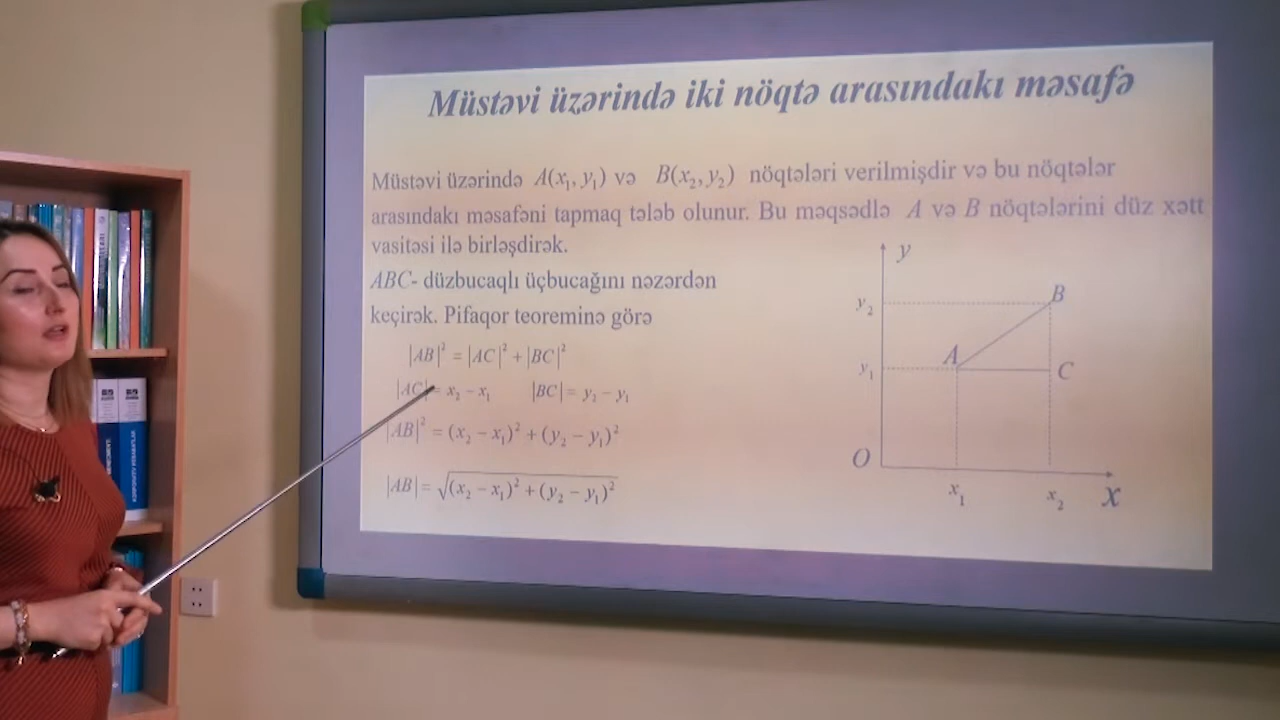 Müstəvi üzərində iki nöqtə arasındakı məsafə
Müstəvi üzərində A(x₁, y₁) və B(x₂, y₂) nöqtələri verilmişdir və bu nöqtələr
arasındakı məsafəni tapmaq tələb olunur. Bu məqsədlə A və B nöqtələrini düz xətt
vasitəsi ilə birləşdirək.
ABC- düzbucaqlı üçbucağını nəzərdən
keçirək. Pifaqor teoreminə görə
|AB|² = |AC|² + |BC|²
|AC| = x₂ − x₁ |BC| = y₂ − y₁
|AB|² = (x₂ − x₁)² + (y₂ − y₁)²
|AB| = √(x₂ − x₁)² + (y₂ − y₁)²
y
y₂
B
y₁
A
C
O
x₁
x₂
x